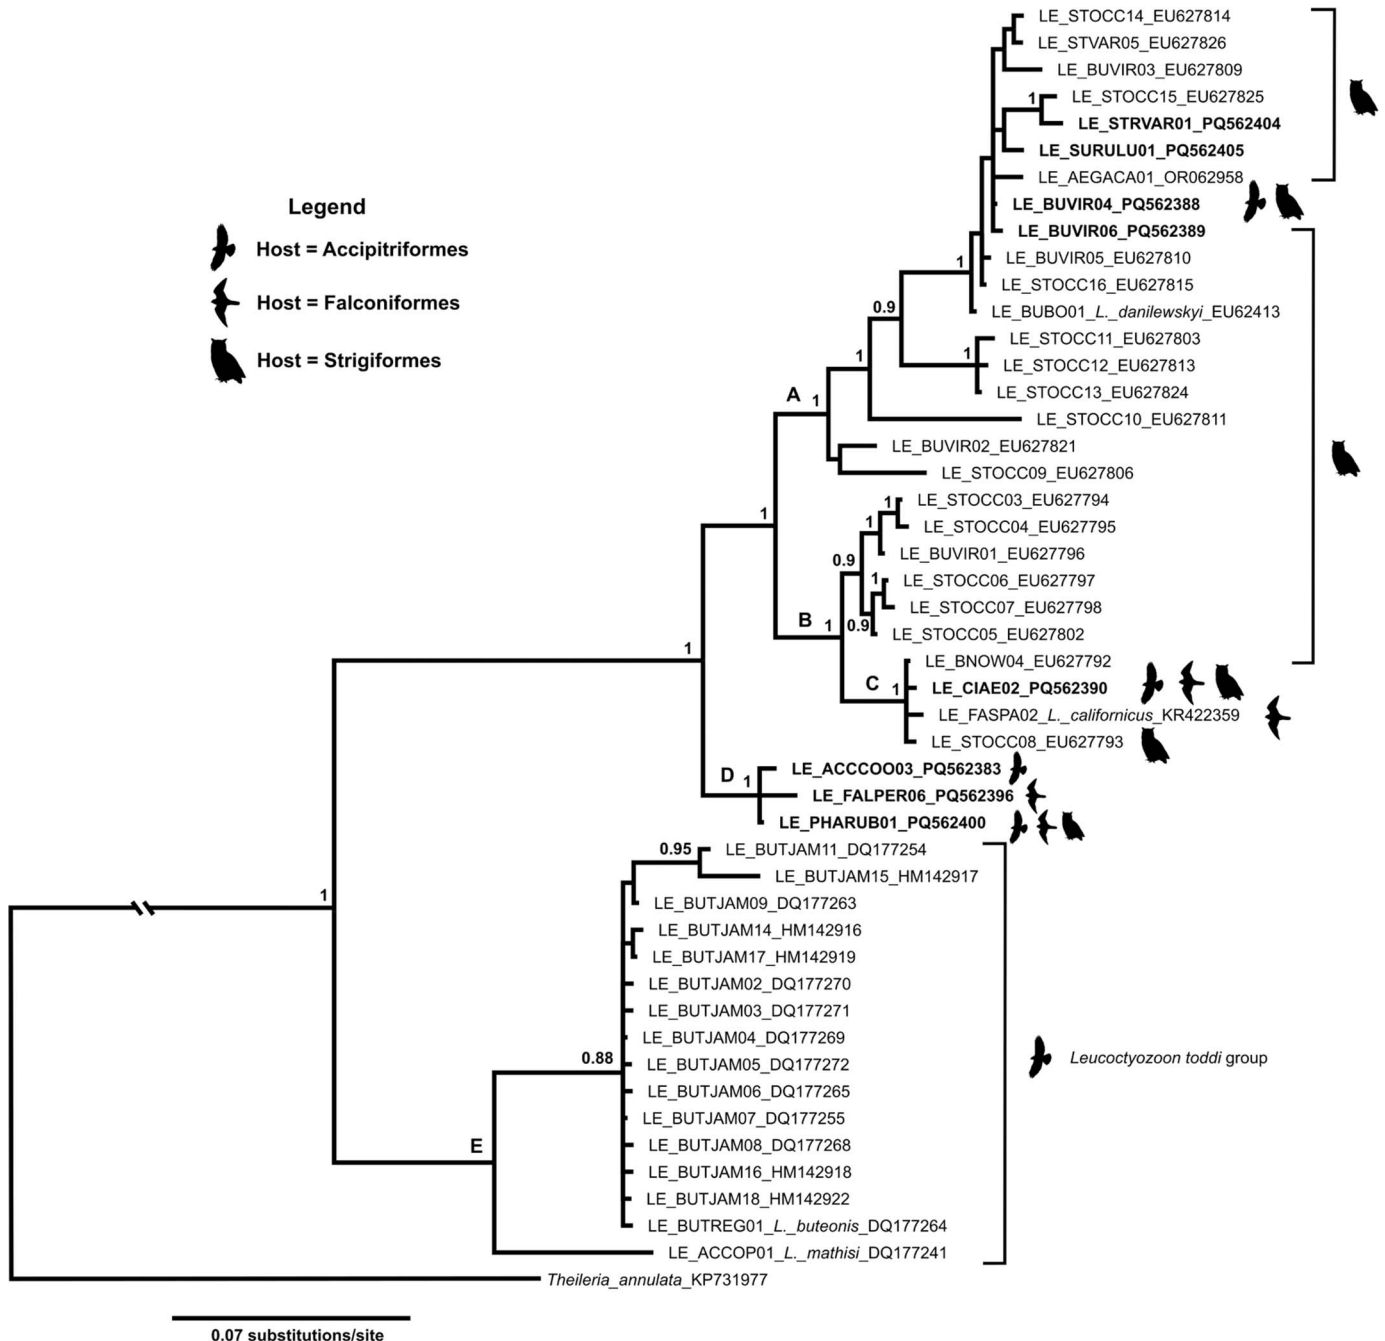 LE_STOCC14_EU627814
LE_STVAR05_EU627826
LE_BUVIR03_EU627809
1
LE_STOCC15_EU627825
LE_STRVAR01_PQ562404
LE_SURULU01_PQ562405
LE_AEGACA01_OR062958
Legend
LE_BUVIR04_PQ562388
LE_BUVIR06_PQ562389
Host = Accipitriformes
1
LE_BUVIR05_EU627810
LE_STOCC16_EU627815
Host = Falconiformes
0.9
LE_BUBO01_L._danilewskyi_EU62413
LE_STOCC11_EU627803
Host = Strigiformes
1
1
LE_STOCC12_EU627813
LE_STOCC13_EU627824
A
1
LE_STOCC10_EU627811
LE_BUVIR02_EU627821
LE_STOCC09_EU627806
1
LE_STOCC03_EU627794
1
1
LE_STOCC04_EU627795
LE_BUVIR01_EU627796
0.9
1
LE_STOCC06_EU627797
LE_STOCC07_EU627798
B
1
0.9
LE_STOCC05_EU627802
1
LE_BNOW04_EU627792
C
1
LE_CIAE02_PQ562390
LE_FASPA02_L._californicus_KR422359
LE_STOCC08_EU627793
D
1
LE_ACCCOO03_PQ562383
LE_FALPER06_PQ562396
LE_PHARUB01_PQ562400
0.95
LE_BUTJAM11_DQ177254
LE_BUTJAM15_HM142917
1
LE_BUTJAM09_DQ177263
LE_BUTJAM14_HM142916
LE_BUTJAM17_HM142919
LE_BUTJAM02_DQ177270
LE_BUTJAM03_DQ177271
LE_BUTJAM04_DQ177269
0.88
LE_BUTJAM05_DQ177272
Leucoctyozoon toddi group
LE_BUTJAM06_DQ177265
LE_BUTJAM07_DQ177255
E
LE_BUTJAM08_DQ177268
LE_BUTJAM16_HM142918
LE_BUTJAM18_HM142922
LE_BUTREG01_L._buteonis_DQ177264
LE_ACCOP01_L._mathisi_DQ177241
Theileria_annulata_KP731977
0.07 substitutions/site